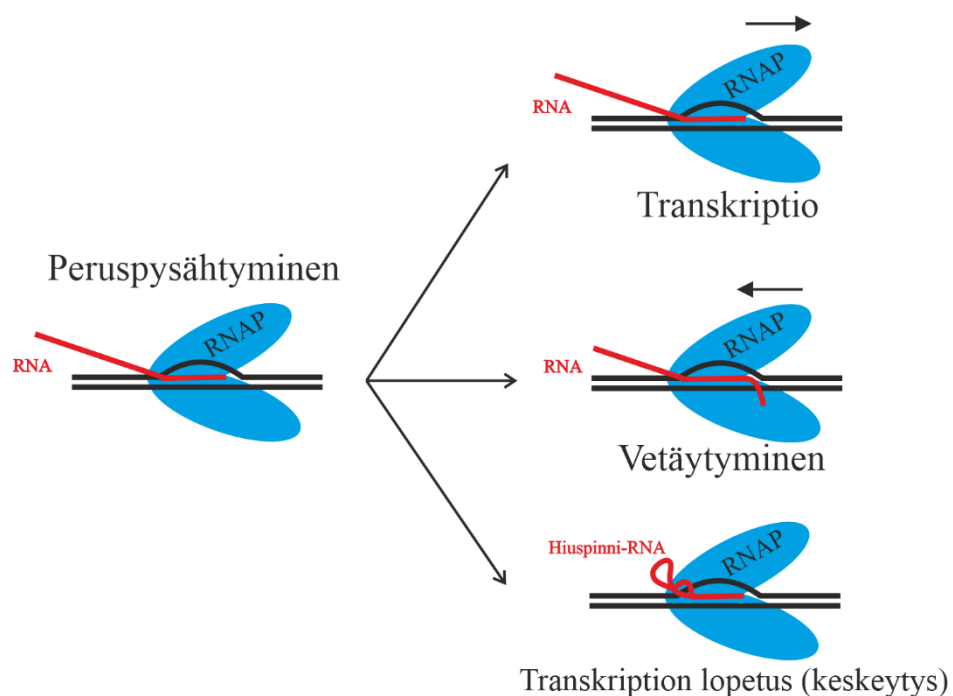 Peruspysähtyminen
RNAP
RNA
RNAP
RNA
Transkriptio
RNAP
RNA
Vetäytyminen
Hiuspinni-RNA
RNAP
Transkription lopetus (keskeytys)